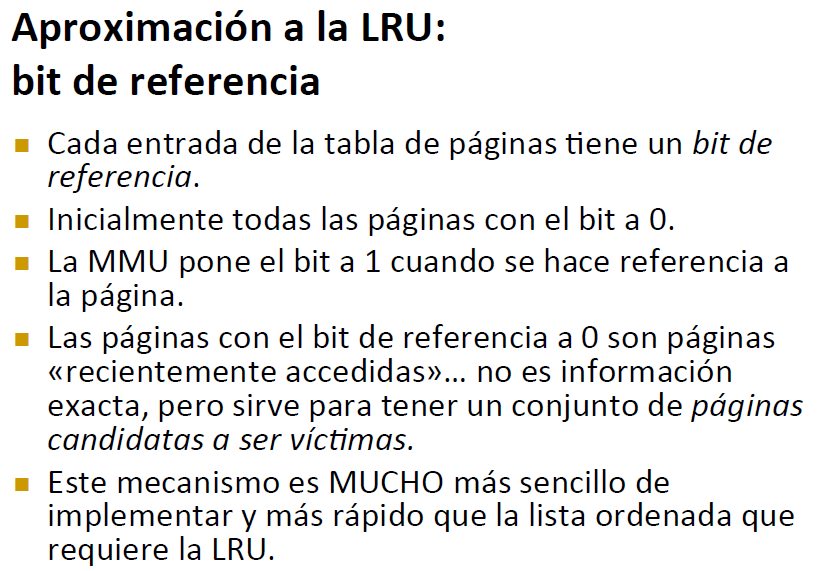 Aproximación a la LRU:
bit de referencia
Cada entrada de la tabla de páginas tiene un bit de
referencia.
Inicialmente todas las páginas con el bit a 0.
La MMU pone el bit a 1 cuando se hace referencia a
la página.
Las páginas con el bit de referencia a 0 son páginas
«recientemente accedidas»… no es información
exacta, pero sirve para tener un conjunto de páginas
candidatas a ser víctimas.
Este mecanismo es MUCHO más sencillo de
implementar y más rápido que la lista ordenada que
requiere la LRU.